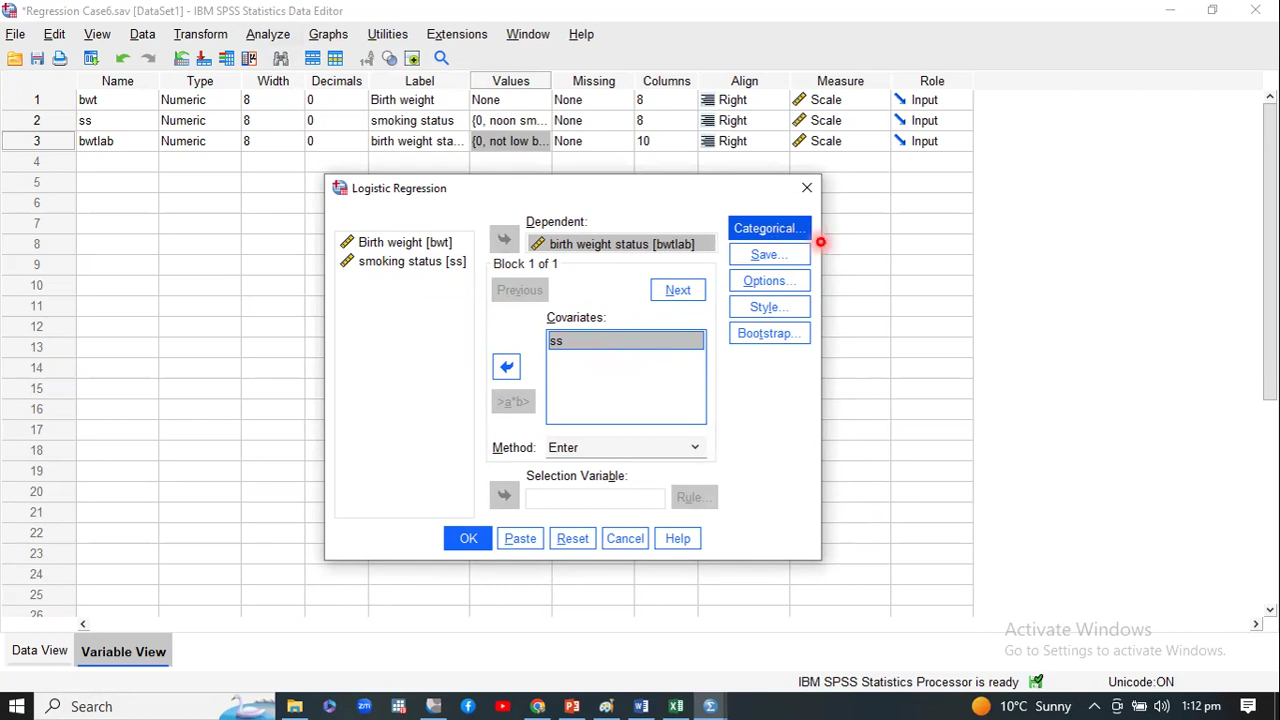 *Regression Case6.sav [DataSet1] - IBM SPSS Statistics Data Editor
File Edit View Data Transform Analyze Graphs Utilities Extensions Window Help
Name Type Width Decimals Label Values Missing Columns Align Measure Role
1 bwt Numeric 8 0 Birth weight None None 8 Right Scale Input
2 ss Numeric 8 0 smoking status {0, noon sm... None 8 Right Scale Input
3 bwtlab Numeric 8 0 birth weight sta... {0, not low b... None 10 Right Scale Input
4
5
6
7
8
9
10
11
12
13
14
15
16
17
18
19
20
21
22
23
24
25
26
Logistic Regression
Birth weight [bwt]
smoking status [ss]
Dependent:
birth weight status [bwtlab]
Block 1 of 1
Previous Next
Covariates:
ss
>a*b>
Method: Enter
Selection Variable:
Rule...
Categorical...
Save...
Options...
Style...
Bootstrap...
OK Paste Reset Cancel Help
Activate Windows
Go to Settings to activate Windows.
Data View Variable View
IBM SPSS Statistics Processor is ready Unicode:ON
Search
10°C Sunny 1:12 pm